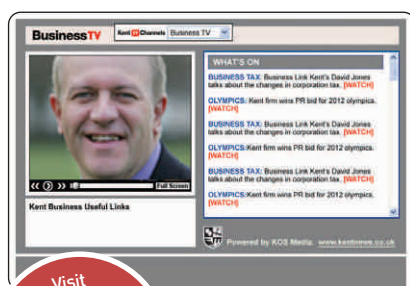 BusinessTV
Kent TV Channels Business TV
WHAT'S ON
BUSINESS TAX: Business Link Kent's David Jones
talks about the changes in corporation tax. [WATCH]
OLYMPICS: Kent firm wins PR bid for 2012 olympics.
[WATCH]
BUSINESS TAX: Business Link Kent's David Jones
talks about the changes in corporation tax. [WATCH]
OLYMPICS: Kent firm wins PR bid for 2012 olympics.
[WATCH]
BUSINESS TAX: Business Link Kent's David Jones
talks about the changes in corporation tax. [WATCH]
OLYMPICS: Kent firm wins PR bid for 2012 olympics.
[WATCH]
Full Screen
Kent Business Useful Links
Powered by KOS Media. www.kentnews.co.uk
Visit